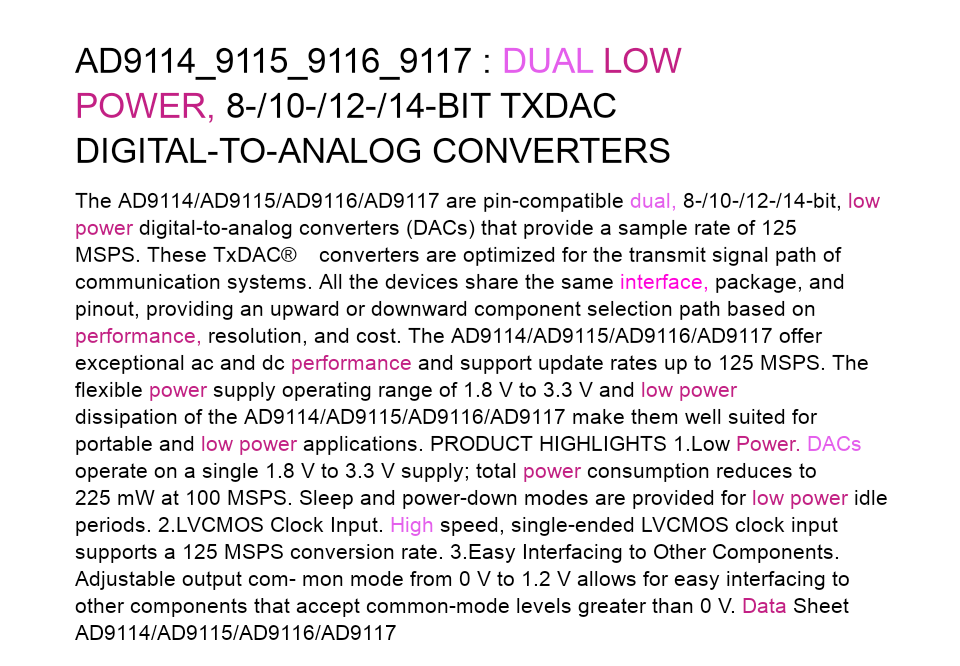 AD9114_9115_9116_9117 : DUAL LOW
POWER, 8-/10-/12-/14-BIT TXDAC
DIGITAL-TO-ANALOG CONVERTERS
The AD9114/AD9115/AD9116/AD9117 are pin-compatible dual, 8-/10-/12-/14-bit, low
power digital-to-analog converters (DACs) that provide a sample rate of 125
MSPS. These TxDAC® converters are optimized for the transmit signal path of
communication systems. All the devices share the same interface, package, and
pinout, providing an upward or downward component selection path based on
performance, resolution, and cost. The AD9114/AD9115/AD9116/AD9117 offer
exceptional ac and dc performance and support update rates up to 125 MSPS. The
flexible power supply operating range of 1.8 V to 3.3 V and low power
dissipation of the AD9114/AD9115/AD9116/AD9117 make them well suited for
portable and low power applications. PRODUCT HIGHLIGHTS 1.Low Power. DACs
operate on a single 1.8 V to 3.3 V supply; total power consumption reduces to
225 mW at 100 MSPS. Sleep and power-down modes are provided for low power idle
periods. 2.LVCMOS Clock Input. High speed, single-ended LVCMOS clock input
supports a 125 MSPS conversion rate. 3.Easy Interfacing to Other Components.
Adjustable output com- mon mode from 0 V to 1.2 V allows for easy interfacing to
other components that accept common-mode levels greater than 0 V. Data Sheet
AD9114/AD9115/AD9116/AD9117